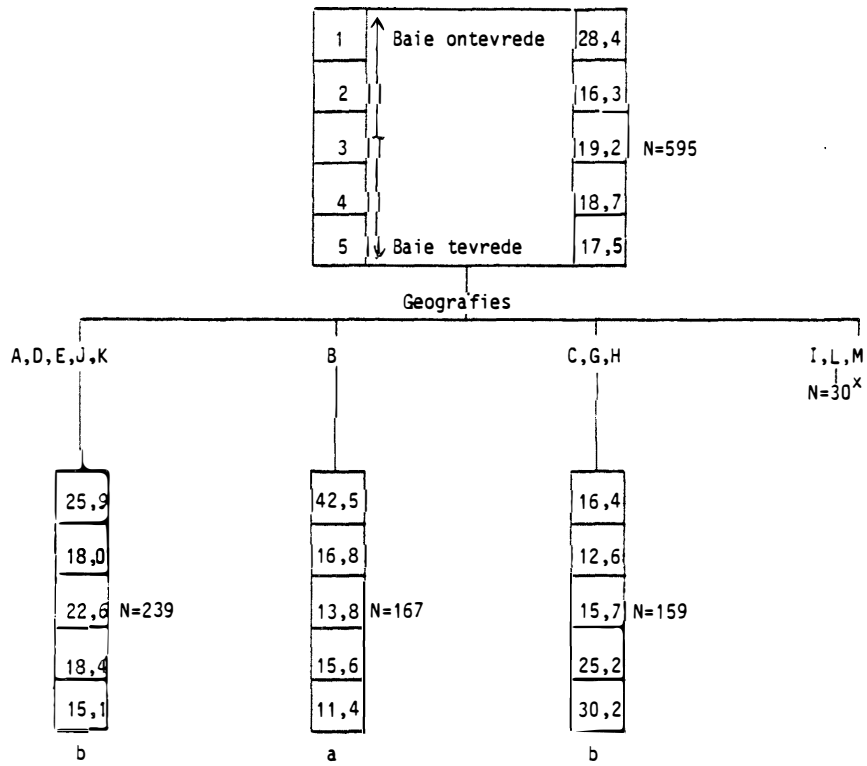 1 Baie ontevrede 28,4
2 16,3
3 19,2 N=595
4 18,7
5 Baie tevrede 17,5
Geografies
A,D,E,J,K B C,G,H I,L,M
N=30x
25,9 42,5 16,4
18,0 16,8 12,6
22,6 N=239 13,8 N=167 15,7 N=159
18,4 15,6 25,2
15,1 11,4 30,2
b a b